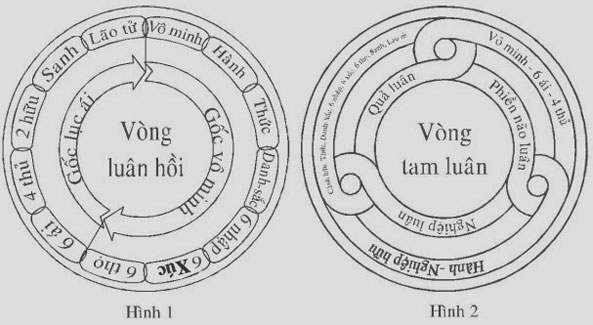 Vô minh
Hành
Thức
Danh-sắc
6 nhập
6 Xúc
6 thọ
6 ái
4 thủ
2 hữu
Sanh
Lão tử
Gốc vô minh
Gốc lục ái
Vòng
luân hồi
Hình 1
Vô minh - 6 ái - 4 thủ
Hành - Nghiệp hữu
Phiền não luân
Nghiệp luân
Quả luân
Vòng
tam luân
Hình 2